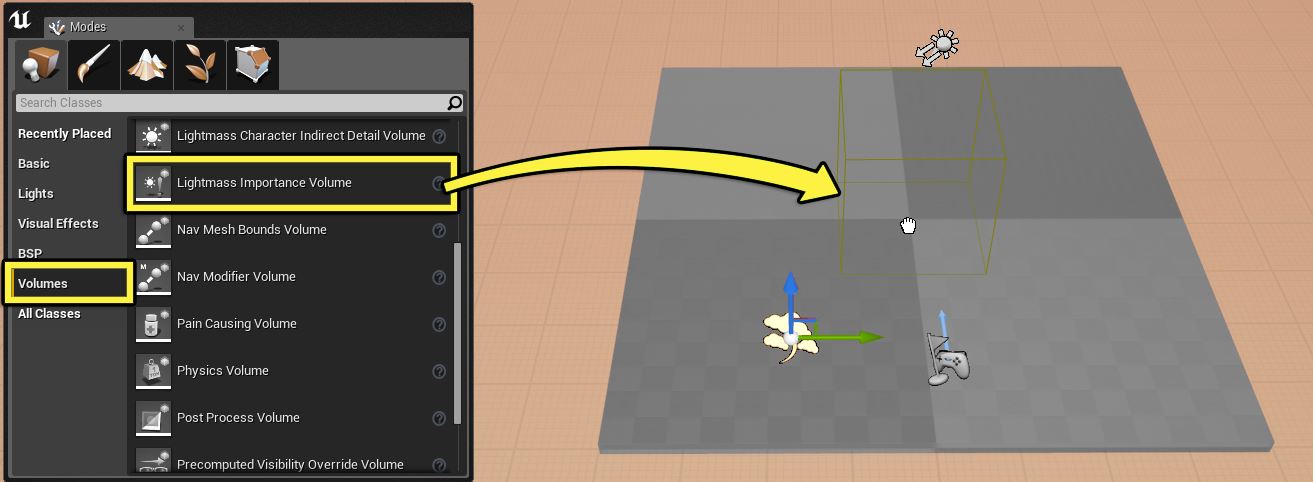 Modes
Search Classes
Recently Placed
Basic
Lights
Visual Effects
BSP
Volumes
All Classes
Lightmass Character Indirect Detail Volume
Lightmass Importance Volume
Nav Mesh Bounds Volume
M
Nav Modifier Volume
Pain Causing Volume
Physics Volume
Post Process Volume
Precomputed Visibility Override Volume